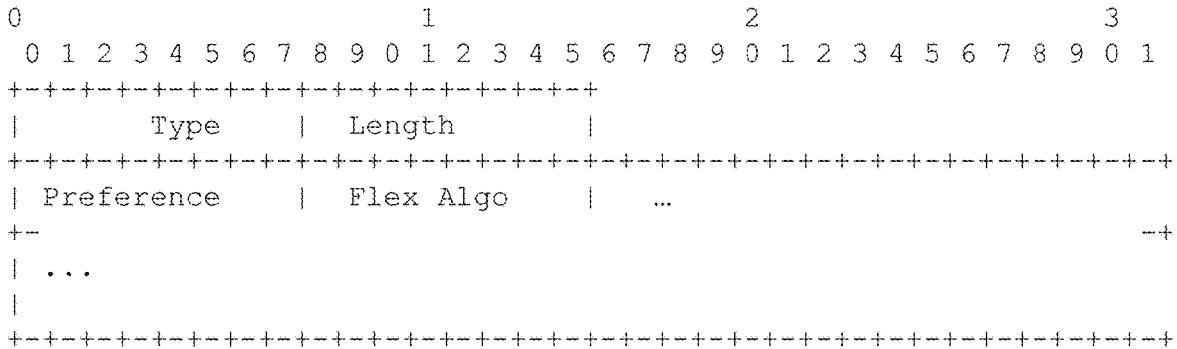 0                   1                   2                   3
 0 1 2 3 4 5 6 7 8 9 0 1 2 3 4 5 6 7 8 9 0 1 2 3 4 5 6 7 8 9 0 1
+-+-+-+-+-+-+-+-+-+-+-+-+-+-+-+-+
|       Type    |  Length       |
+-+-+-+-+-+-+-+-+-+-+-+-+-+-+-+-+-+-+-+-+-+-+-+-+-+-+-+-+-+-+-+-+
| Preference    |  Flex Algo    |   …
+-                                                             -+
| ...
|
+-+-+-+-+-+-+-+-+-+-+-+-+-+-+-+-+-+-+-+-+-+-+-+-+-+-+-+-+-+-+-+-+